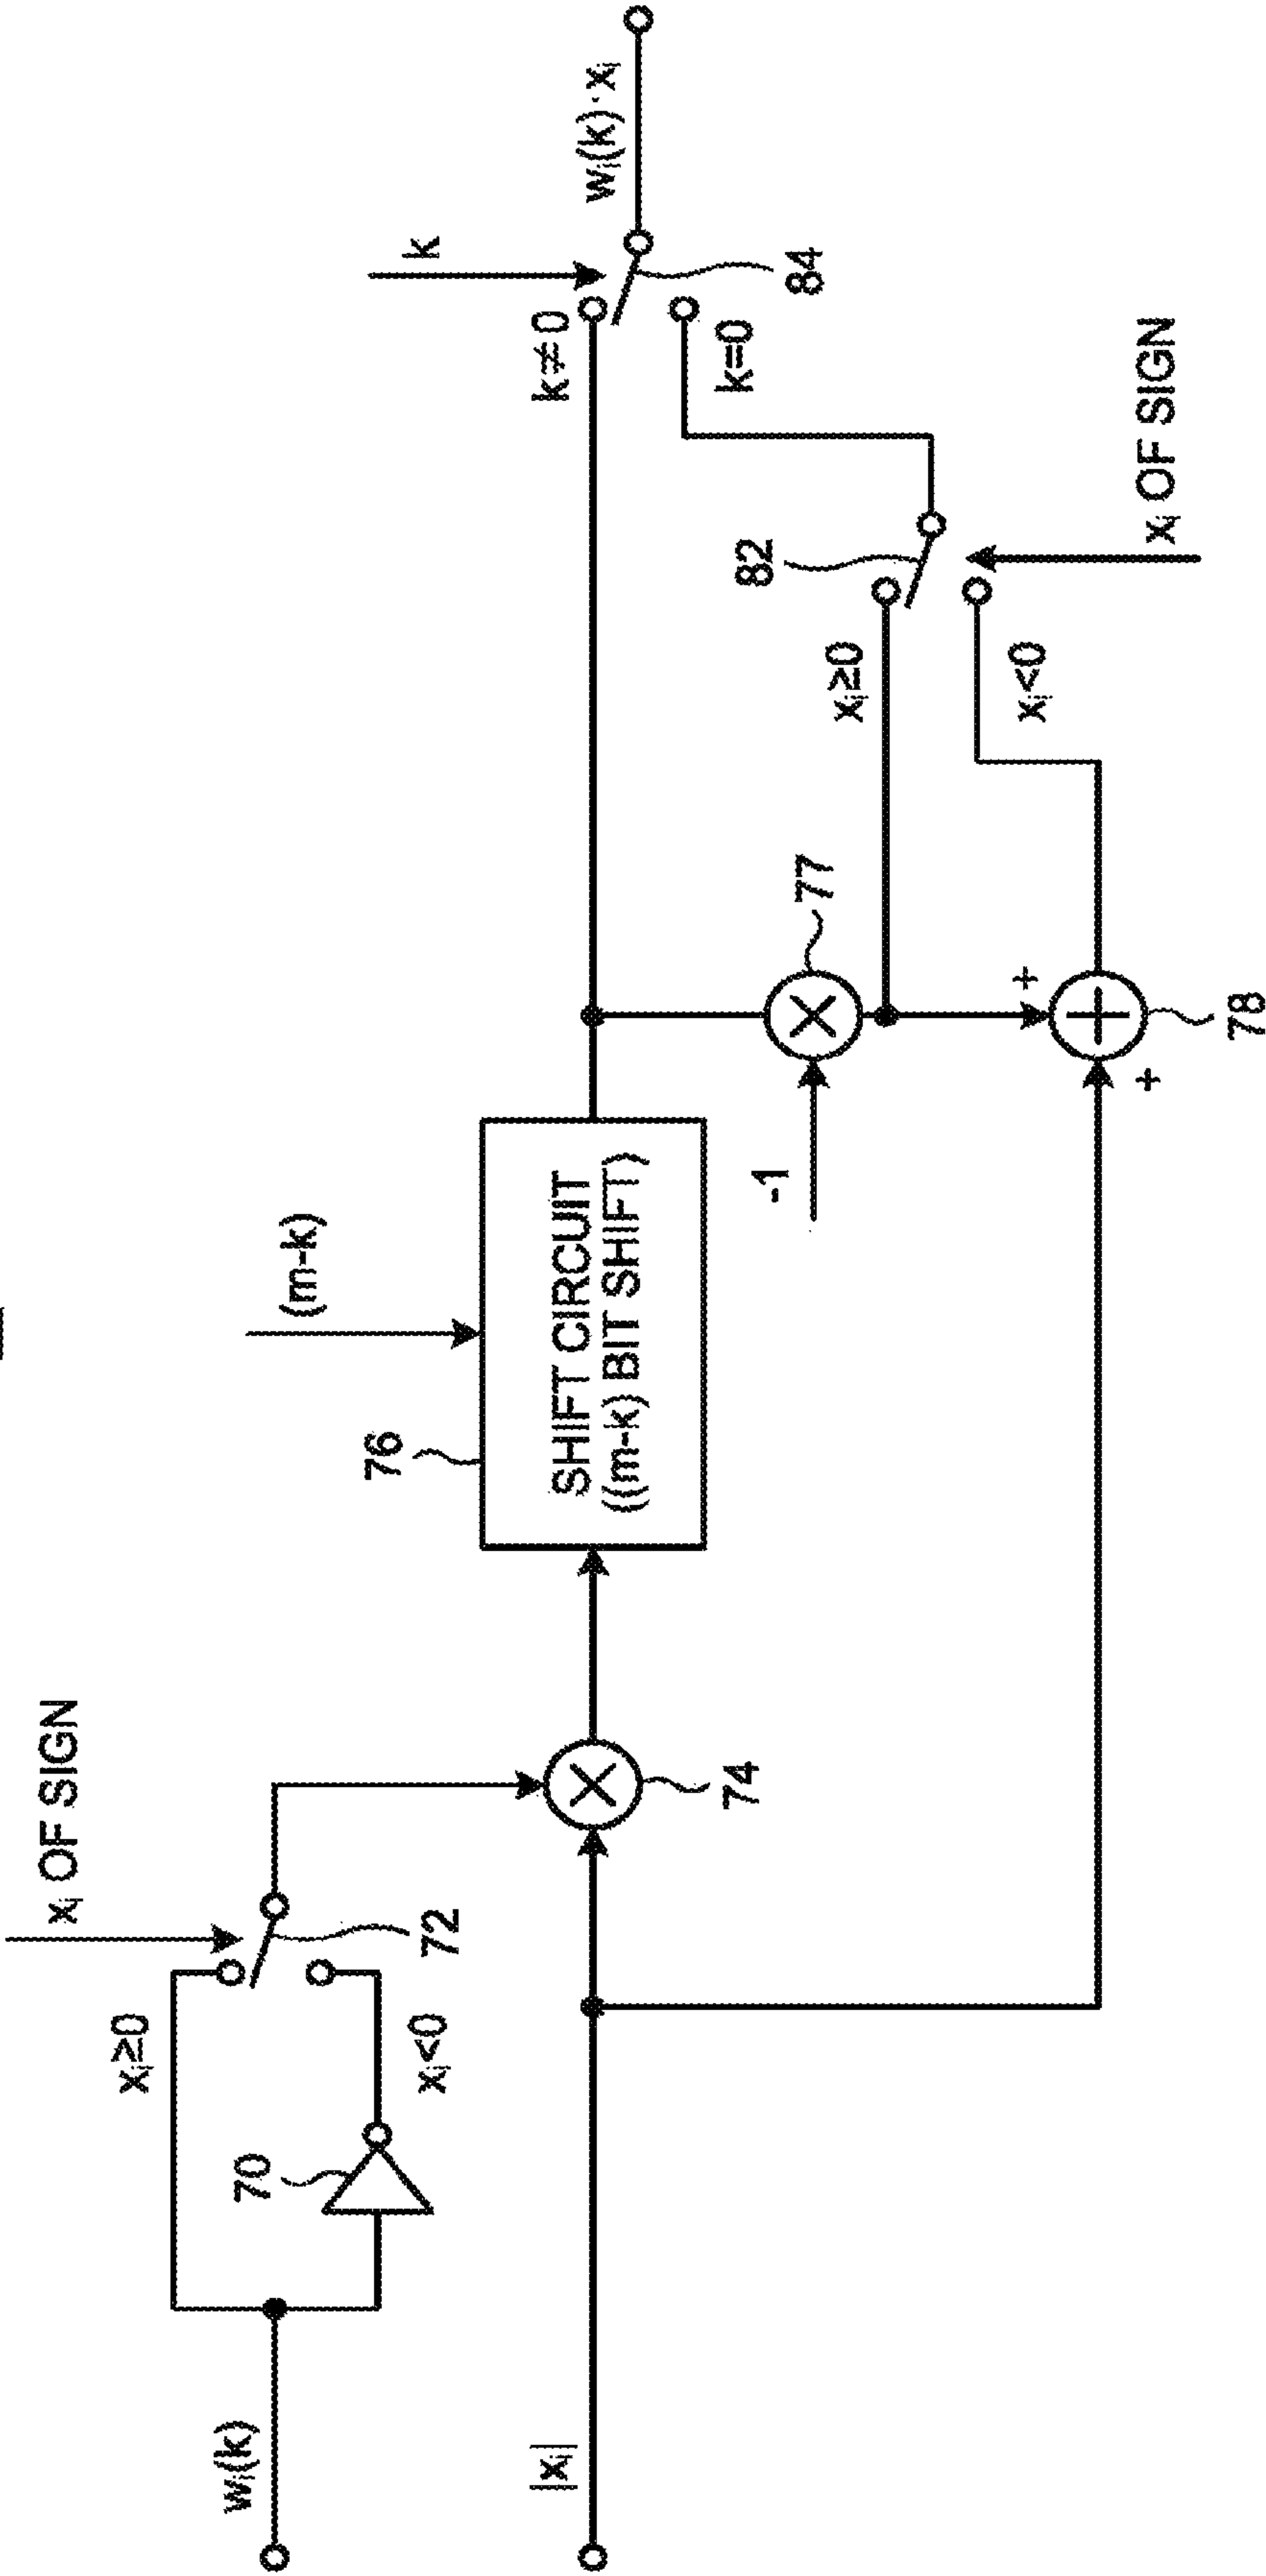 xᵢ OF SIGN
xᵢ≥0
70
72
xᵢ<0
wᵢ(k)
(m-k)
76
k
k≠0
wᵢ(k)·xᵢ
|xᵢ|
74
SHIFT CIRCUIT
((m-k) BIT SHIFT)
84
k=0
-1
77
82
xᵢ≥0
xᵢ<0
+
+
78
xᵢ OF SIGN